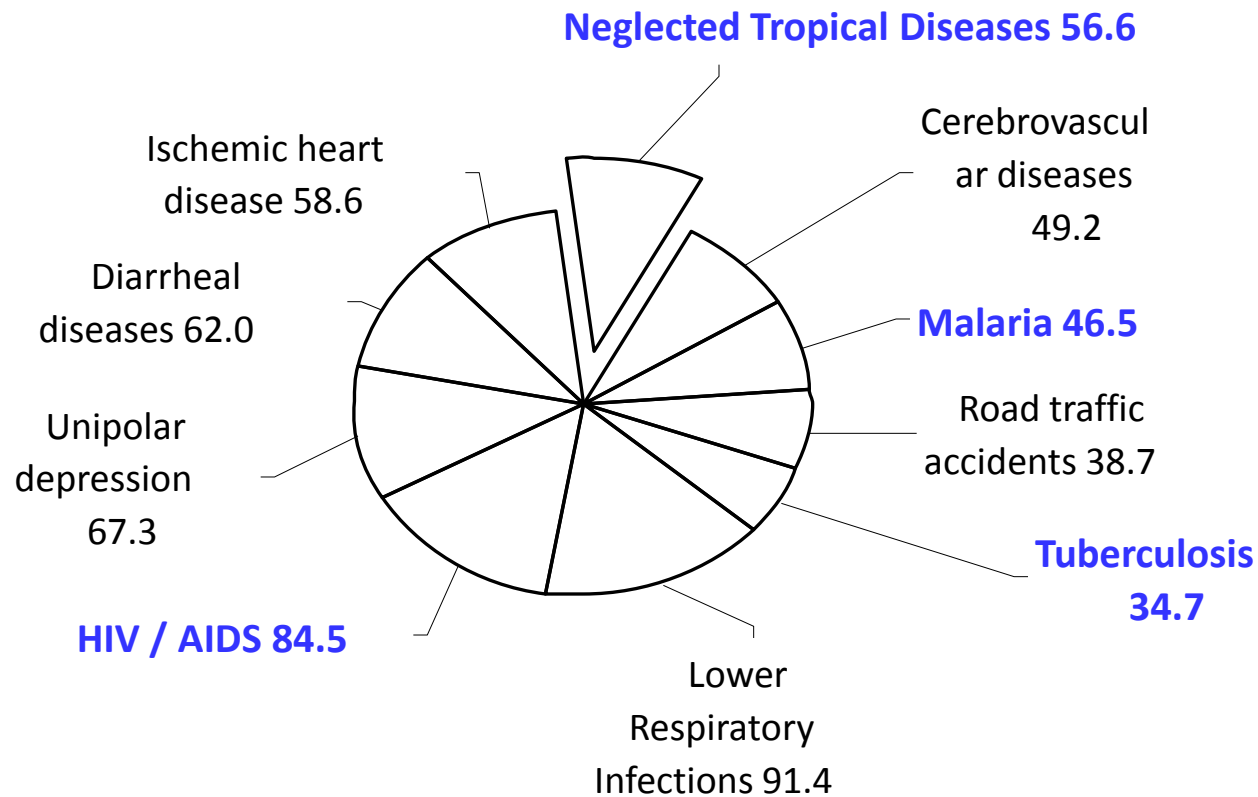 Neglected Tropical Diseases 56.6
Cerebrovascul
ar diseases
49.2
Malaria 46.5
Road traffic
accidents 38.7
Tuberculosis
34.7
Lower
Respiratory
Infections 91.4
HIV / AIDS 84.5
Unipolar
depression
67.3
Diarrheal
diseases 62.0
Ischemic heart
disease 58.6